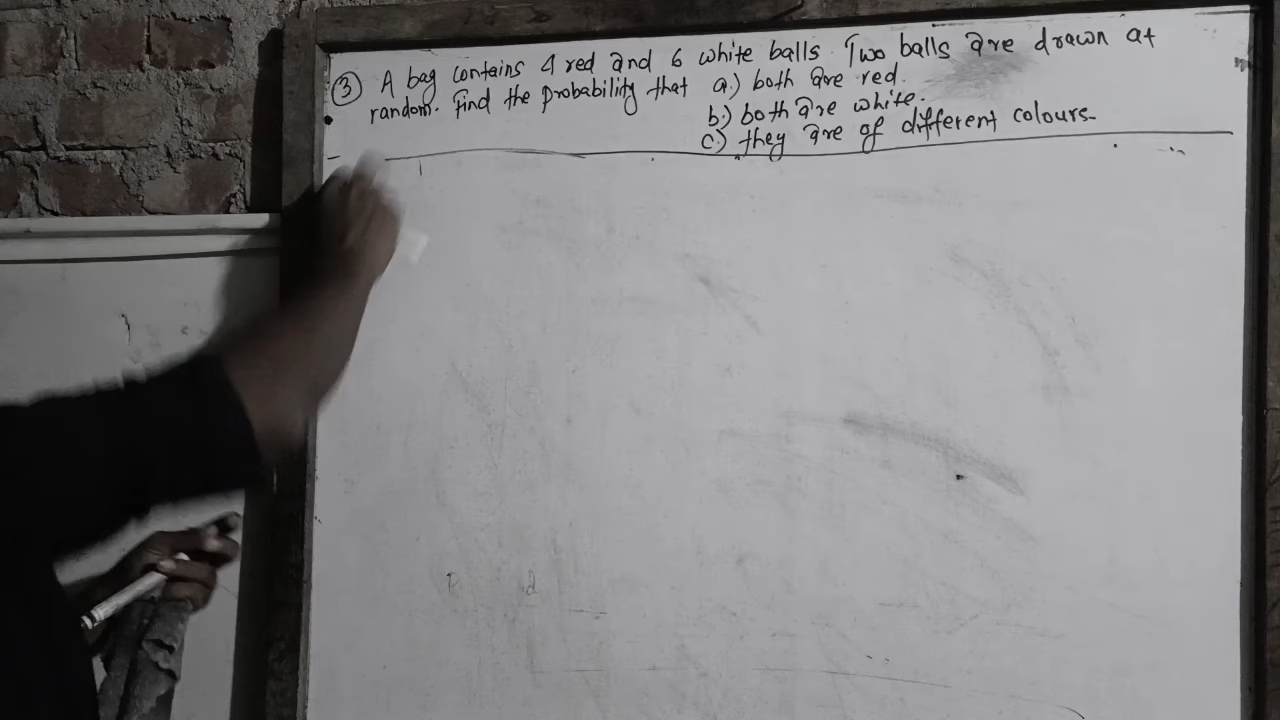 ③ A bag contains 4 red and 6 white balls. Two balls are drawn at
random. Find the probability that a.) both are red.
b.) both are white.
c.) they are of different colours.